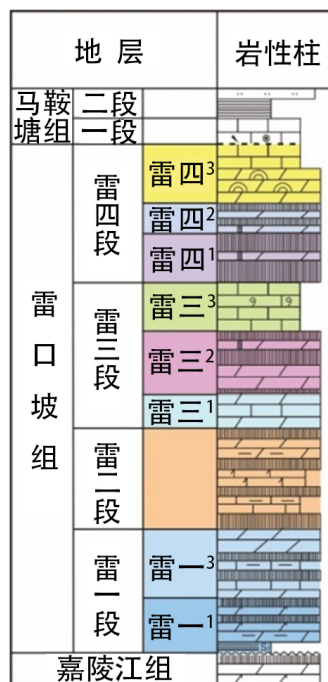 地层 岩性柱
马鞍塘组 二段
一段
雷口坡组
雷四段
雷四³
雷四²
雷四¹
雷三段
雷三³
雷三²
雷三¹
雷二段
雷一段
雷一³
雷一¹
S
嘉陵江组